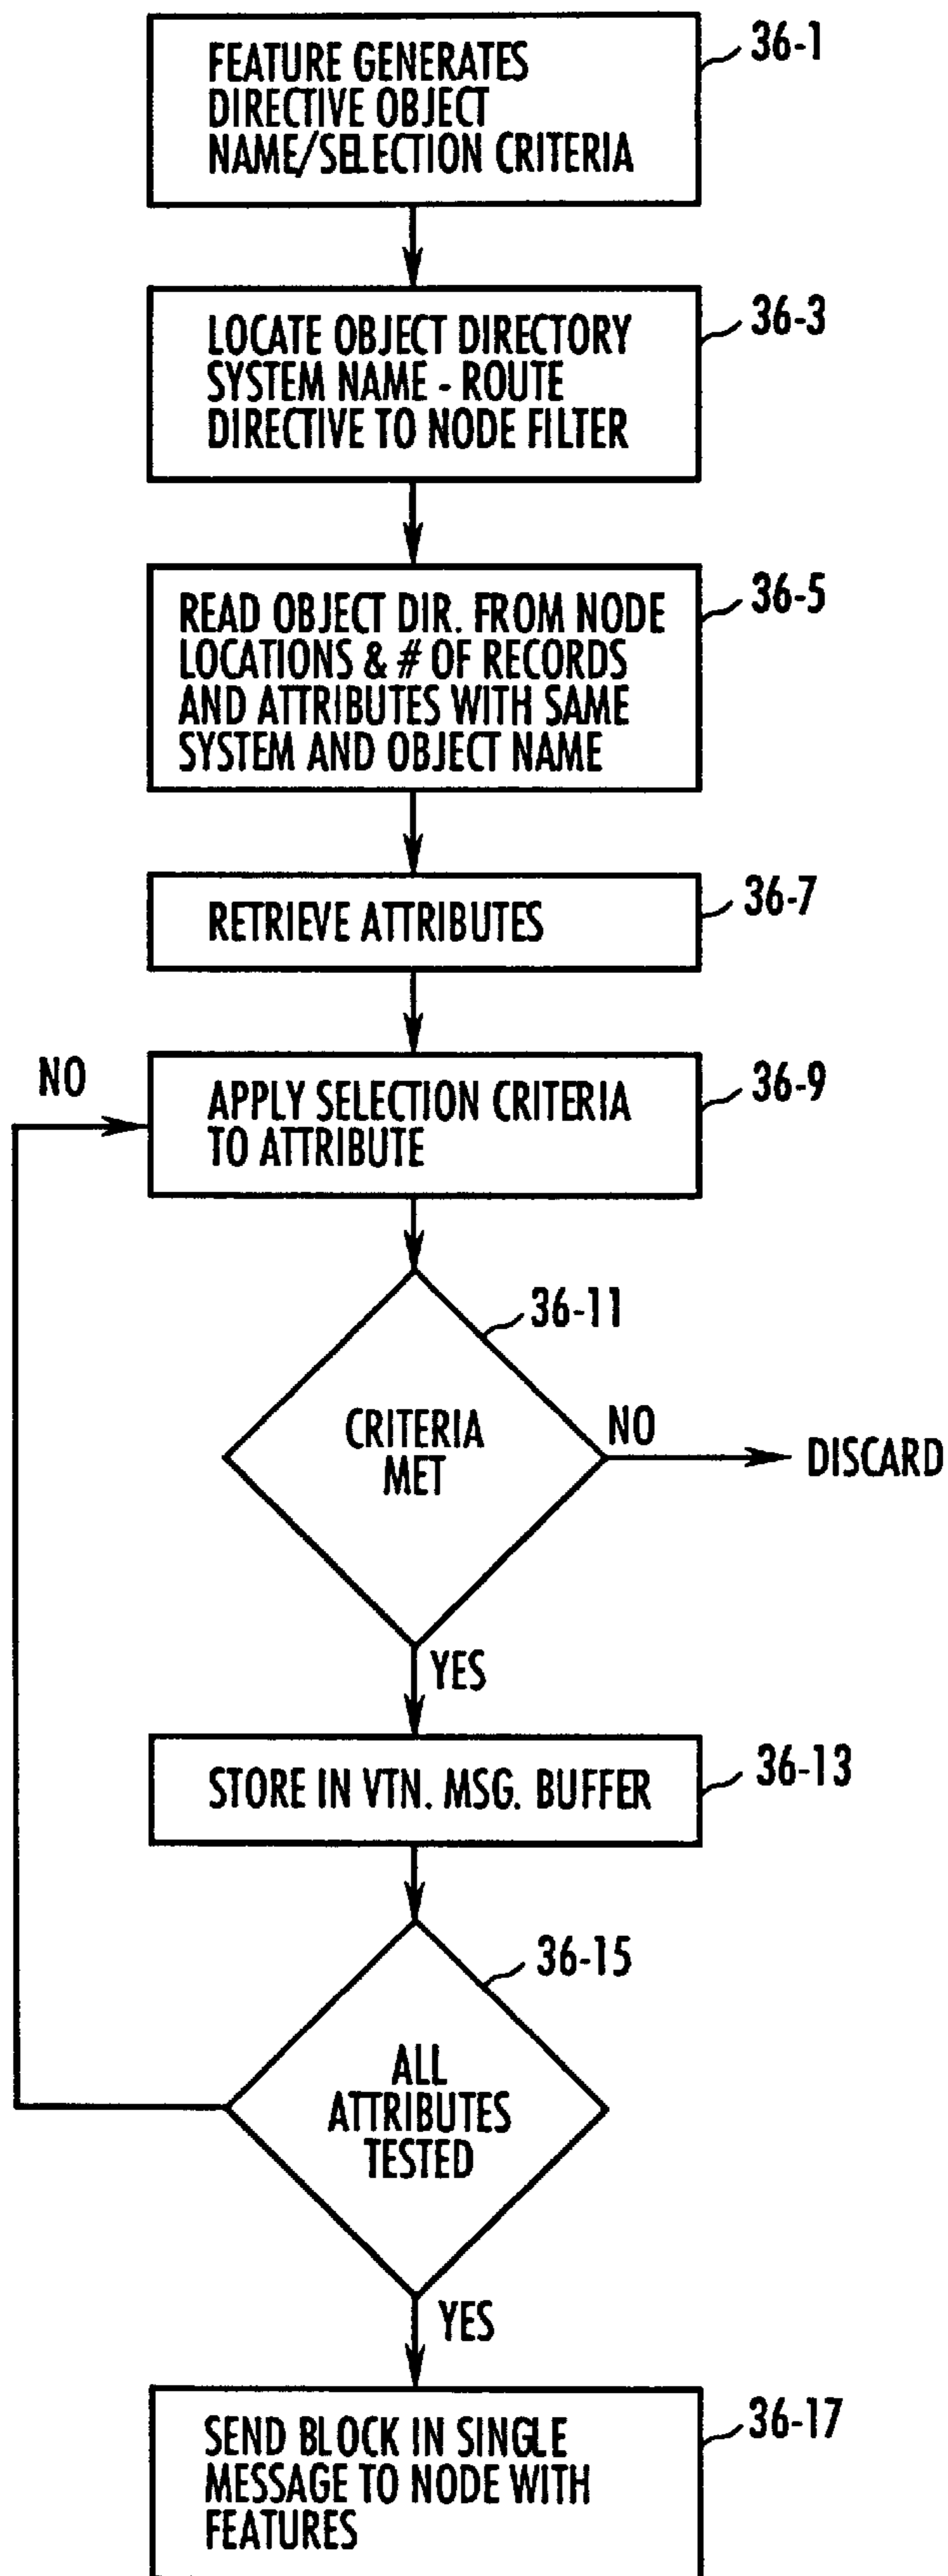 FEATURE GENERATES
DIRECTIVE OBJECT
NAME/SELECTION CRITERIA
36-1
LOCATE OBJECT DIRECTORY
SYSTEM NAME - ROUTE
DIRECTIVE TO NODE FILTER
36-3
READ OBJECT DIR. FROM NODE
LOCATIONS & # OF RECORDS
AND ATTRIBUTES WITH SAME
SYSTEM AND OBJECT NAME
36-5
RETRIEVE ATTRIBUTES
36-7
NO
APPLY SELECTION CRITERIA
TO ATTRIBUTE
36-9
36-11
CRITERIA
MET
NO
DISCARD
YES
STORE IN VTN. MSG. BUFFER
36-13
36-15
ALL
ATTRIBUTES
TESTED
YES
SEND BLOCK IN SINGLE
MESSAGE TO NODE WITH
FEATURES
36-17